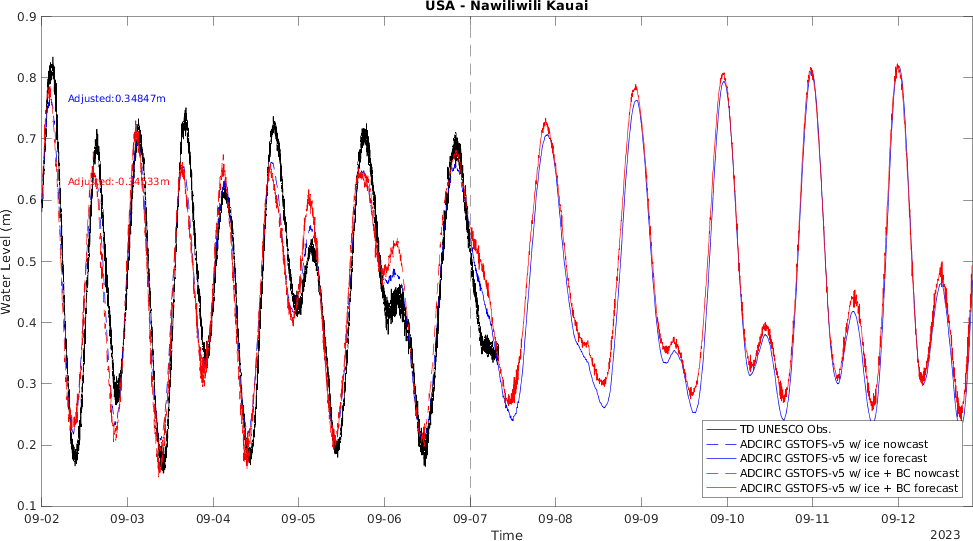 USA - Nawiliwili Kauai
0.9
0.8
0.7
0.6
0.5
0.4
0.3
0.2
0.1
Water Level (m)
Adjusted:0.34847m
TD UNESCO Obs.
ADCIRC GSTOFS-v5 w/ ice nowcast
ADCIRC GSTOFS-v5 w/ ice forecast
ADCIRC GSTOFS-v5 w/ ice + BC nowcast
ADCIRC GSTOFS-v5 w/ ice + BC forecast
09-02 09-03 09-04 09-05 09-06 09-07 09-08 09-09 09-10 09-11 09-12
Time
2023